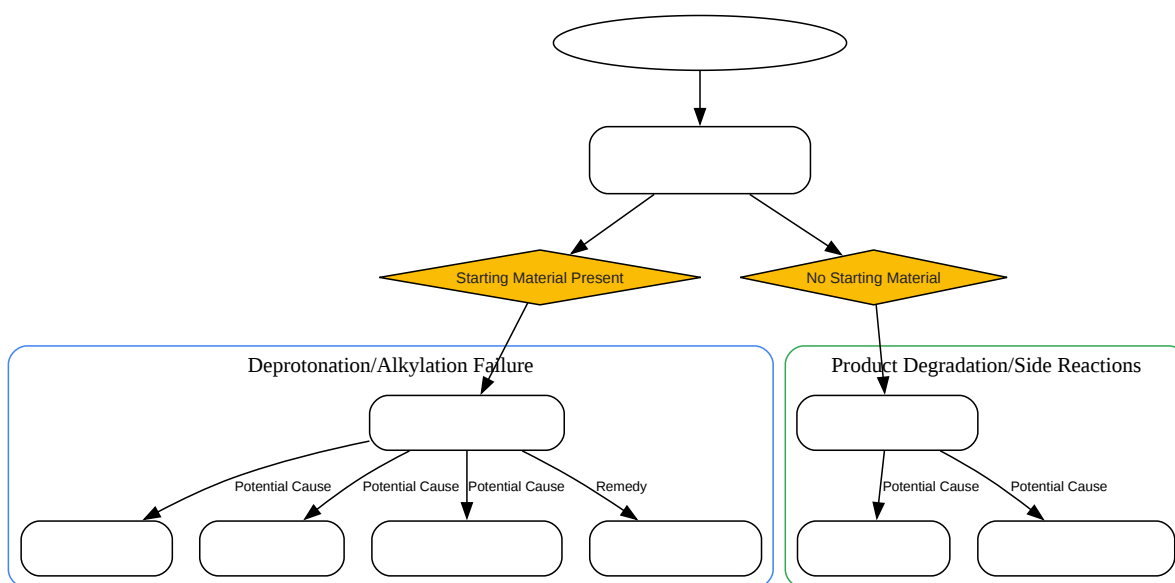 Starting Material Present
No Starting Material
Deprotonation/Alkylation Failure
Product Degradation/Side Reactions
Potential Cause
Potential Cause
Potential Cause
Remedy
Potential Cause
Potential Cause